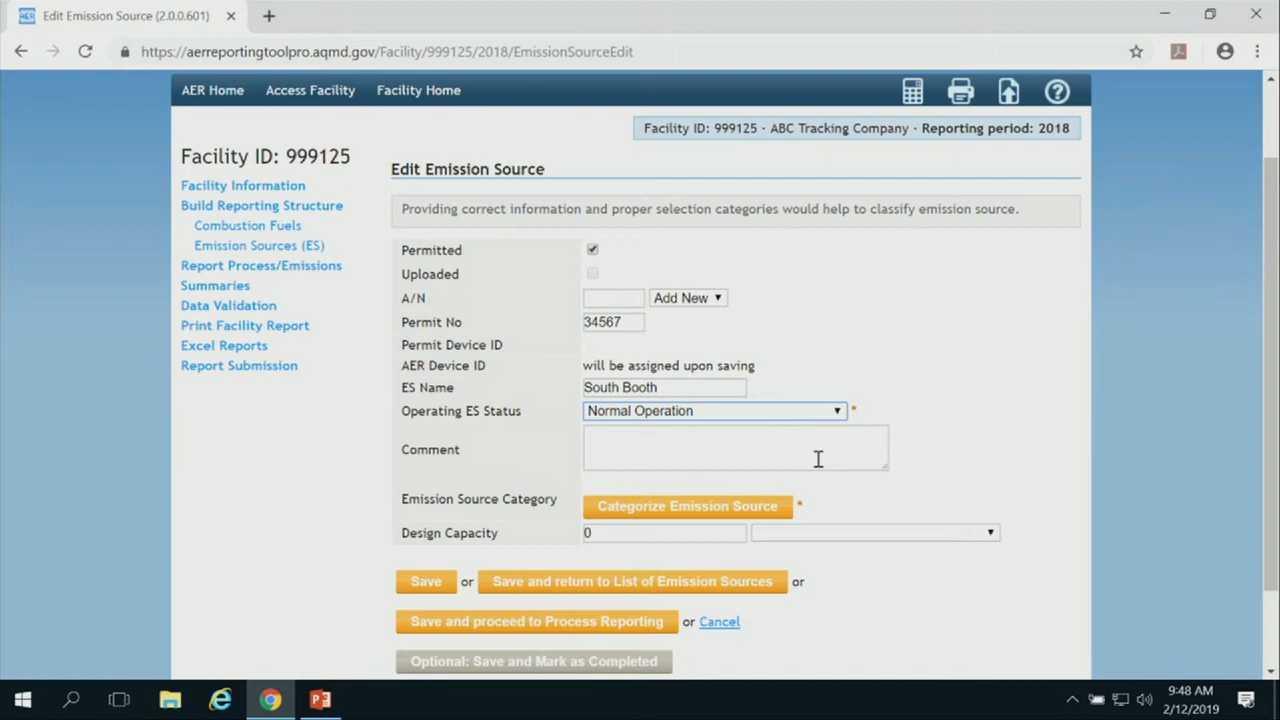 AER Edit Emission Source (2.0.0.601)
https://aerreportingtoolpro.aqmd.gov/Facility/999125/2018/EmissionSourceEdit
AER Home Access Facility Facility Home
Facility ID: 999125 · ABC Tracking Company · Reporting period: 2018
Facility ID: 999125
Facility Information
Build Reporting Structure
Combustion Fuels
Emission Sources (ES)
Report Process/Emissions
Summaries
Data Validation
Print Facility Report
Excel Reports
Report Submission
Edit Emission Source
Providing correct information and proper selection categories would help to classify emission source.
Permitted
Uploaded
A/N Add New
Permit No 34567
Permit Device ID
AER Device ID will be assigned upon saving
ES Name South Booth
Operating ES Status Normal Operation *
Comment
Emission Source Category Categorize Emission Source *
Design Capacity 0
Save or Save and return to List of Emission Sources or
Save and proceed to Process Reporting or Cancel
Optional: Save and Mark as Completed
9:48 AM
2/12/2019